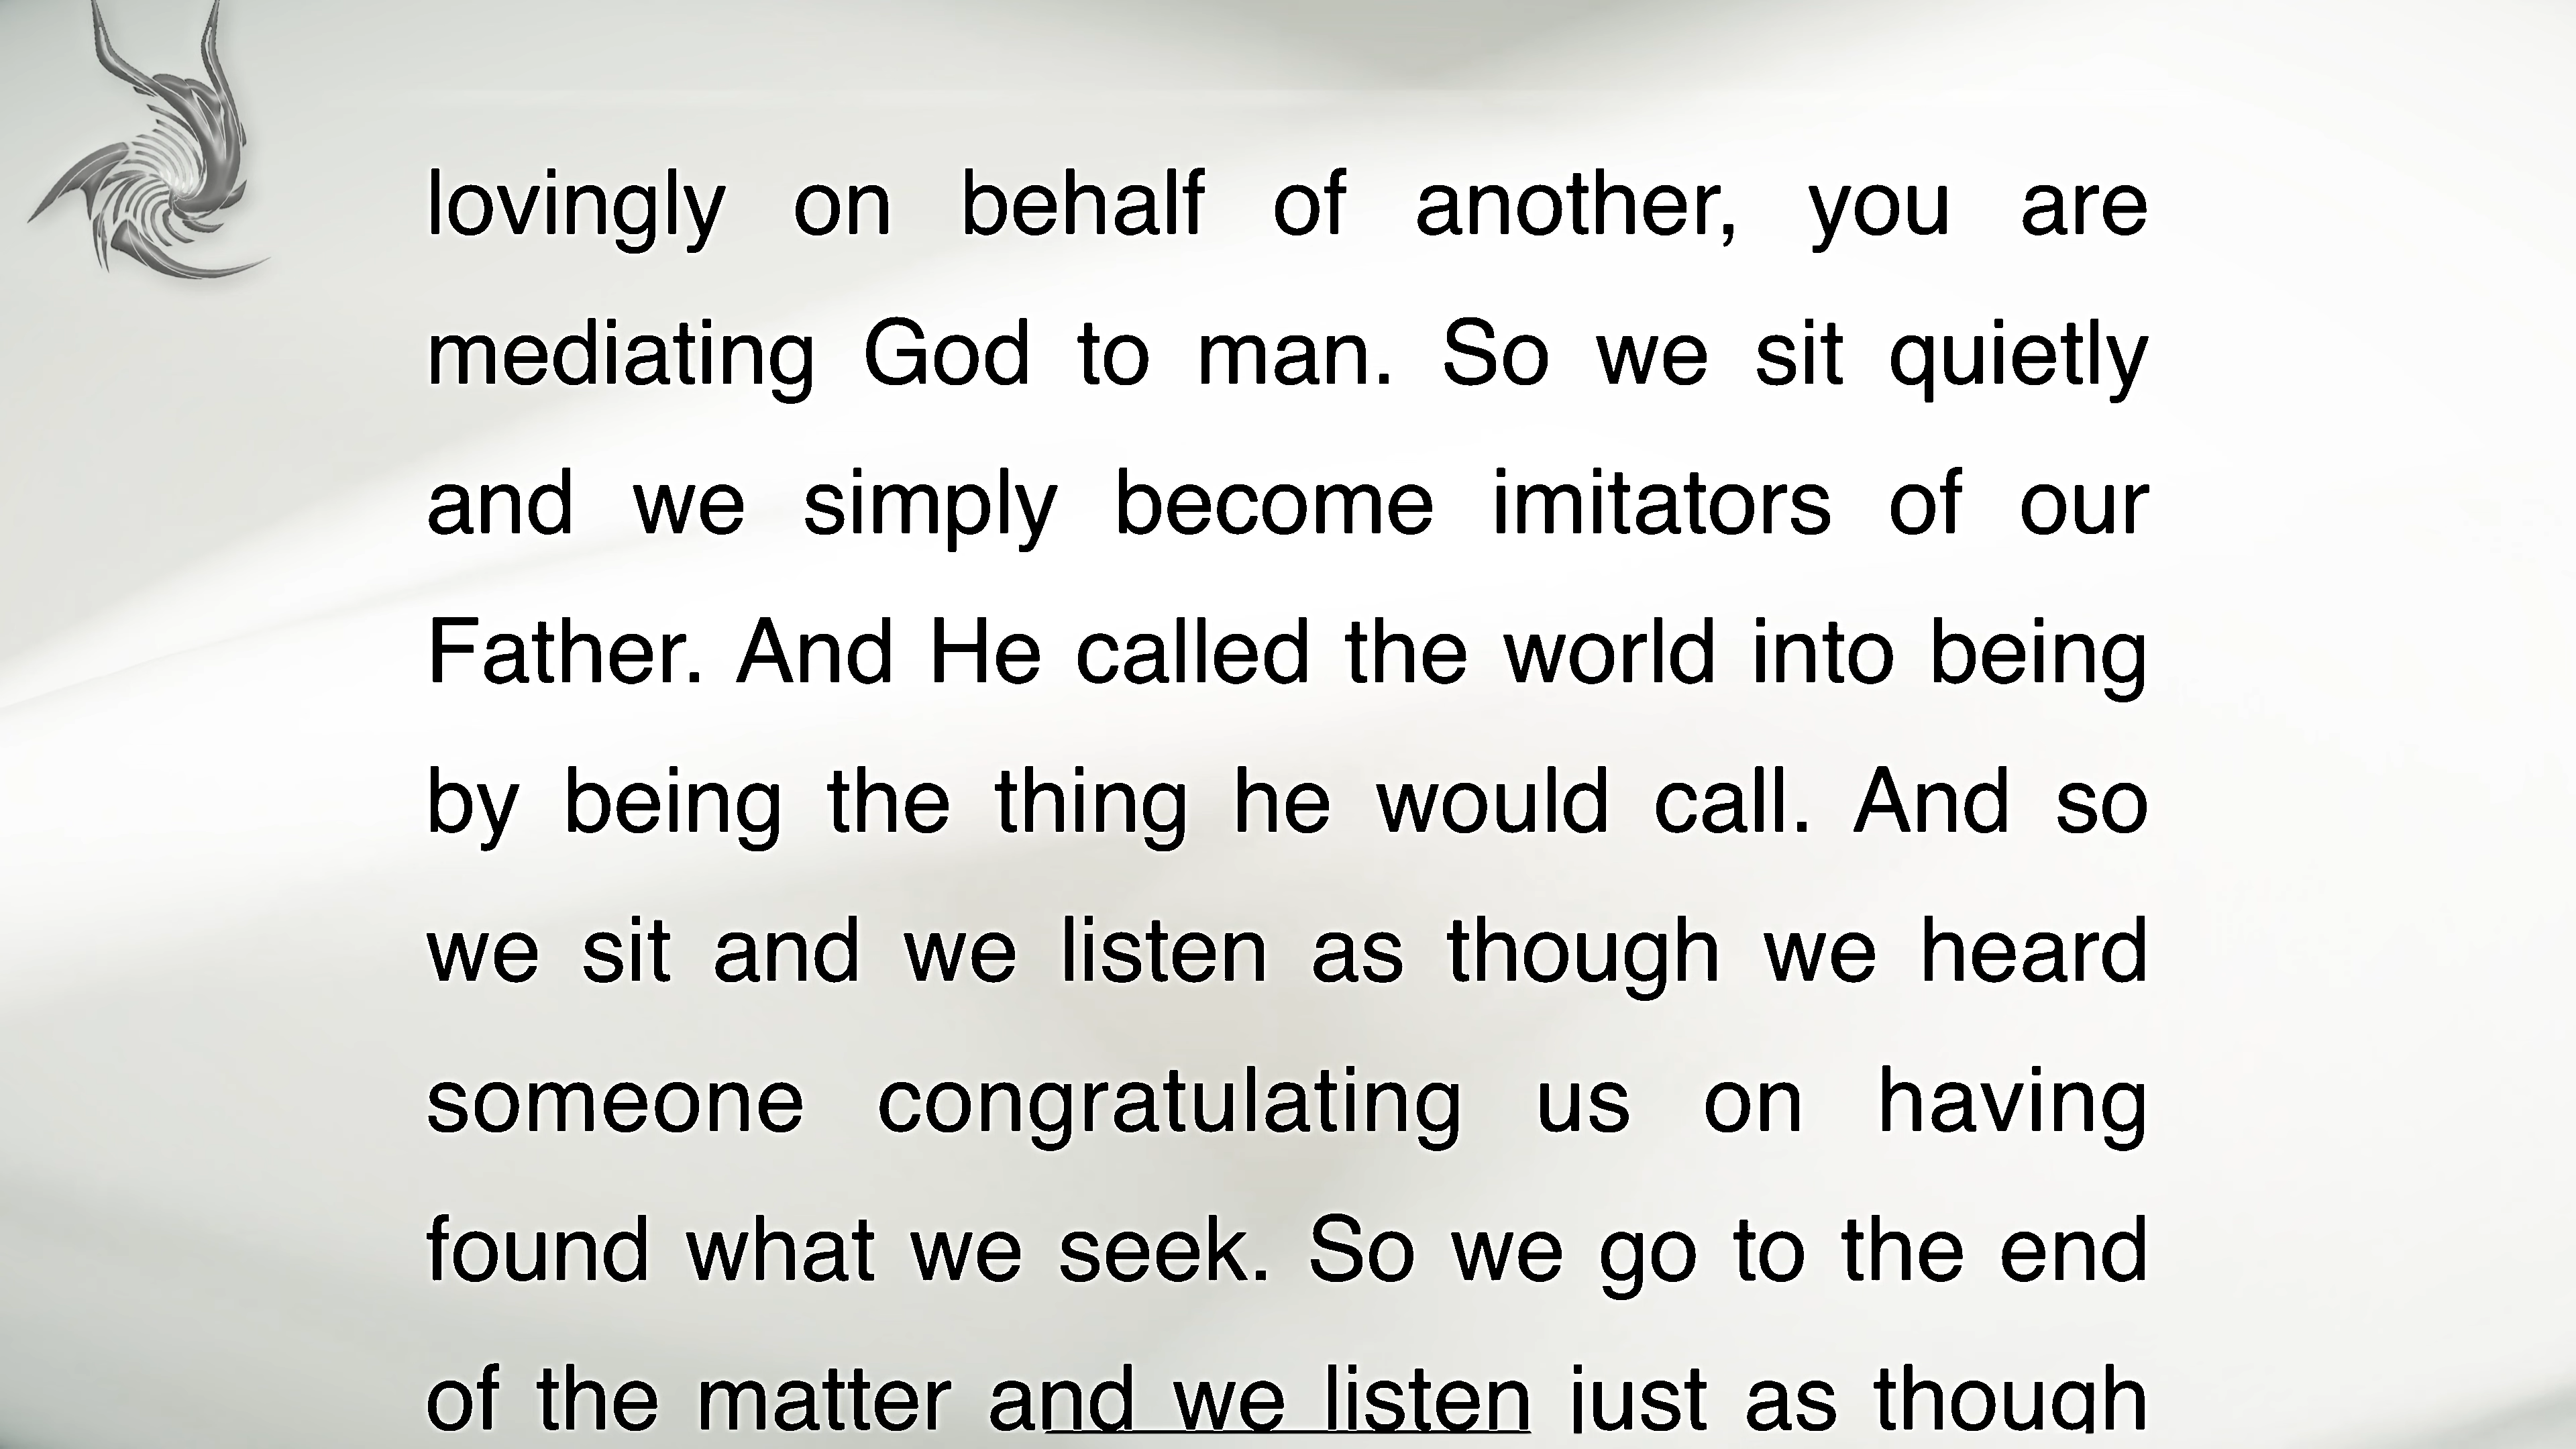 lovingly on behalf of another, you are
mediating God to man. So we sit quietly
and we simply become imitators of our
Father. And He called the world into being
by being the thing he would call. And so
we sit and we listen as though we heard
someone congratulating us on having
found what we seek. So we go to the end
of the matter and we listen just as though